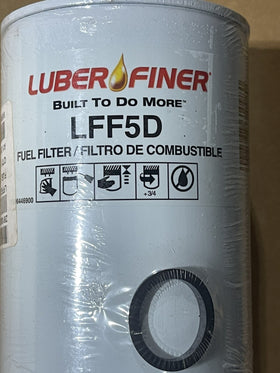 LUBERFINER
BUILT TO DO MORE™
LFF5D
FUEL FILTER/FILTRO DE COMBUSTIBLE
+3/4